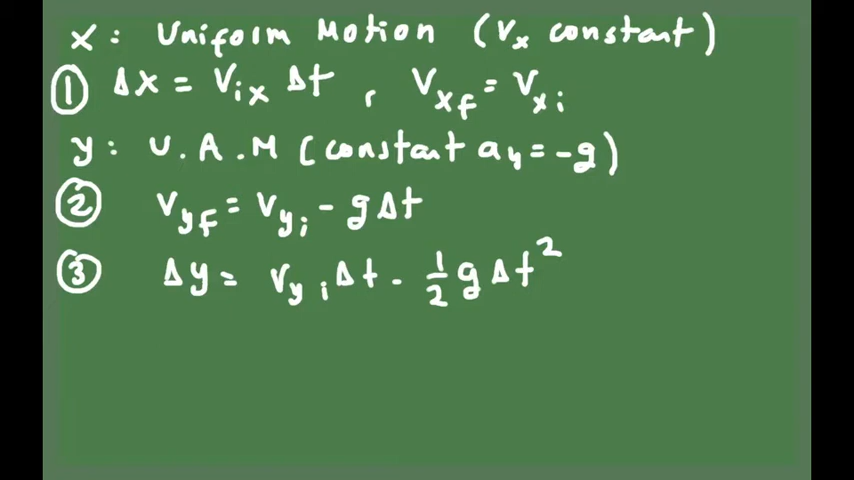 x: Uniform Motion (Vx constant)
① Δx = Vix Δt , Vxf = Vxi
y: U.A.M (constant ay = -g)
② Vyf = Vyi - gΔt
③ Δy = Vyi Δt - 1/2 g Δt²